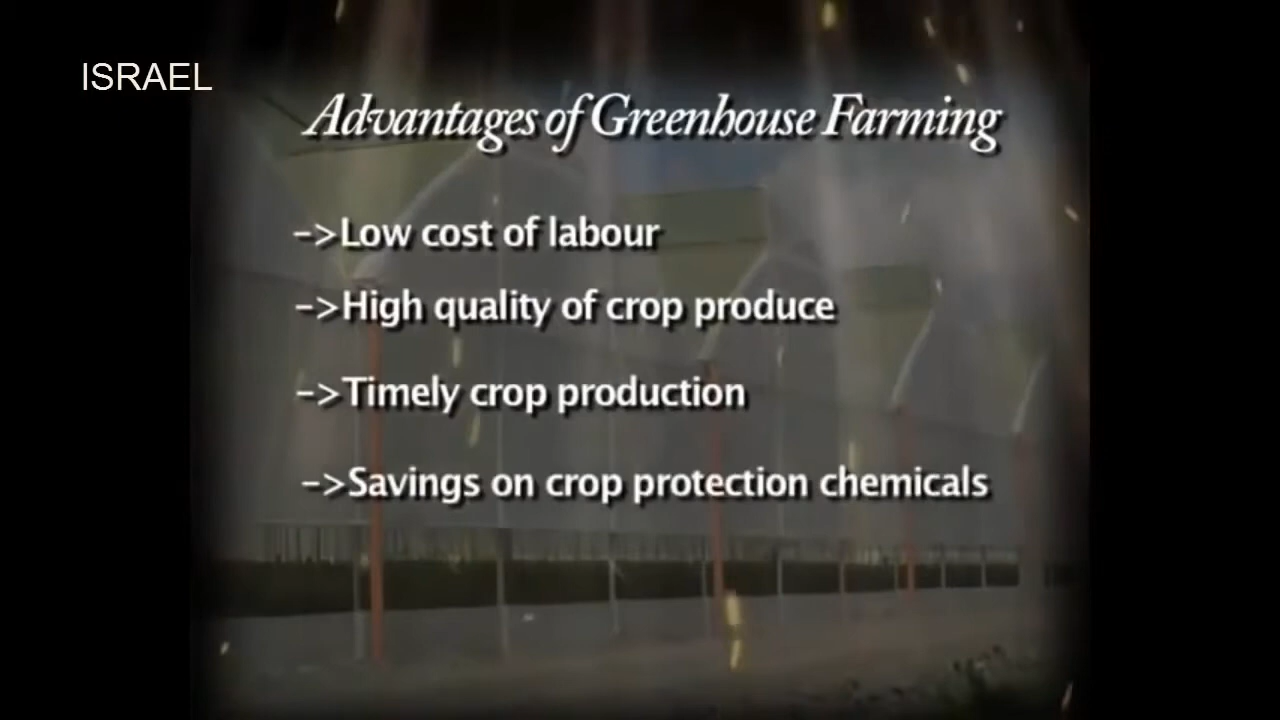 ISRAEL
Advantages of Greenhouse Farming
->Low cost of labour
->High quality of crop produce
->Timely crop production
->Savings on crop protection chemicals